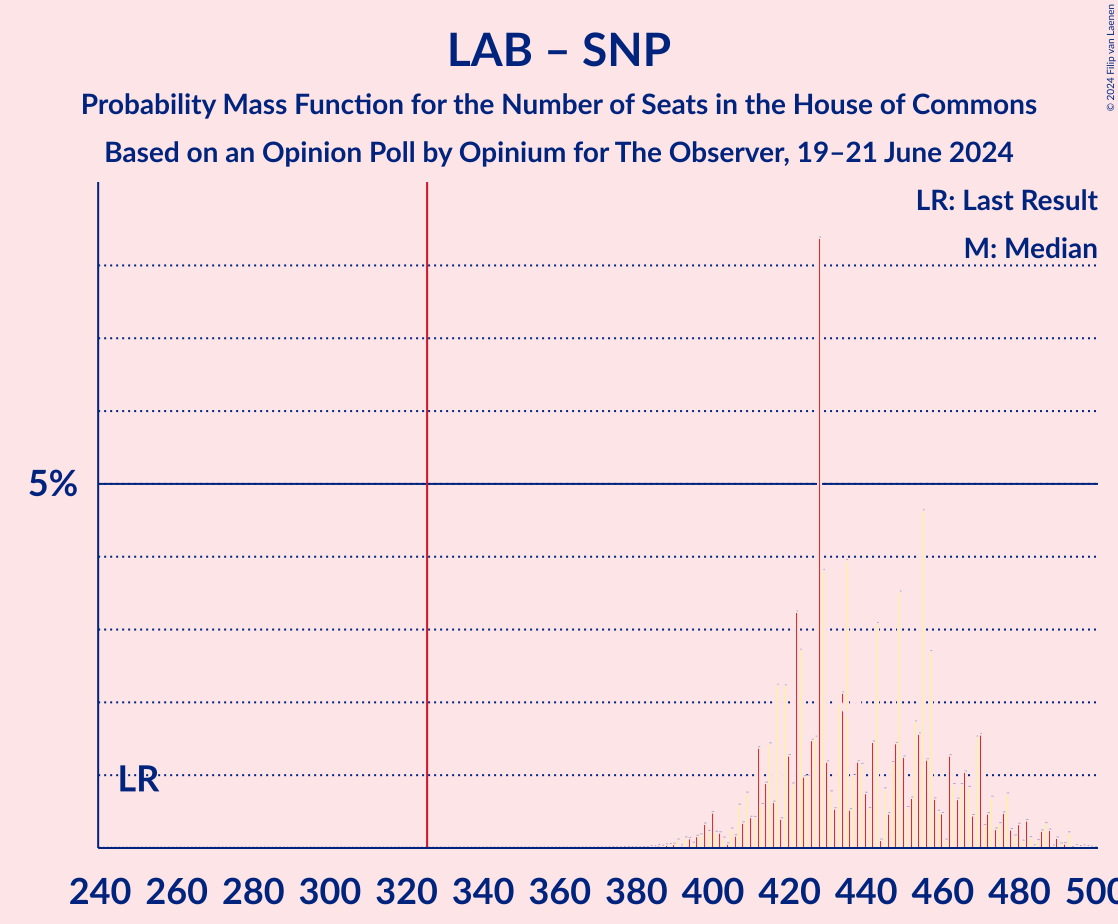 LAB – SNP
Probability Mass Function for the Number of Seats in the House of Commons
Based on an Opinion Poll by Opinium for The Observer, 19–21 June 2024
© 2024 Filip van Laenen
LR: Last Result
M: Median
5%
LR
240 260 280 300 320 340 360 380 400 420 440 460 480 500